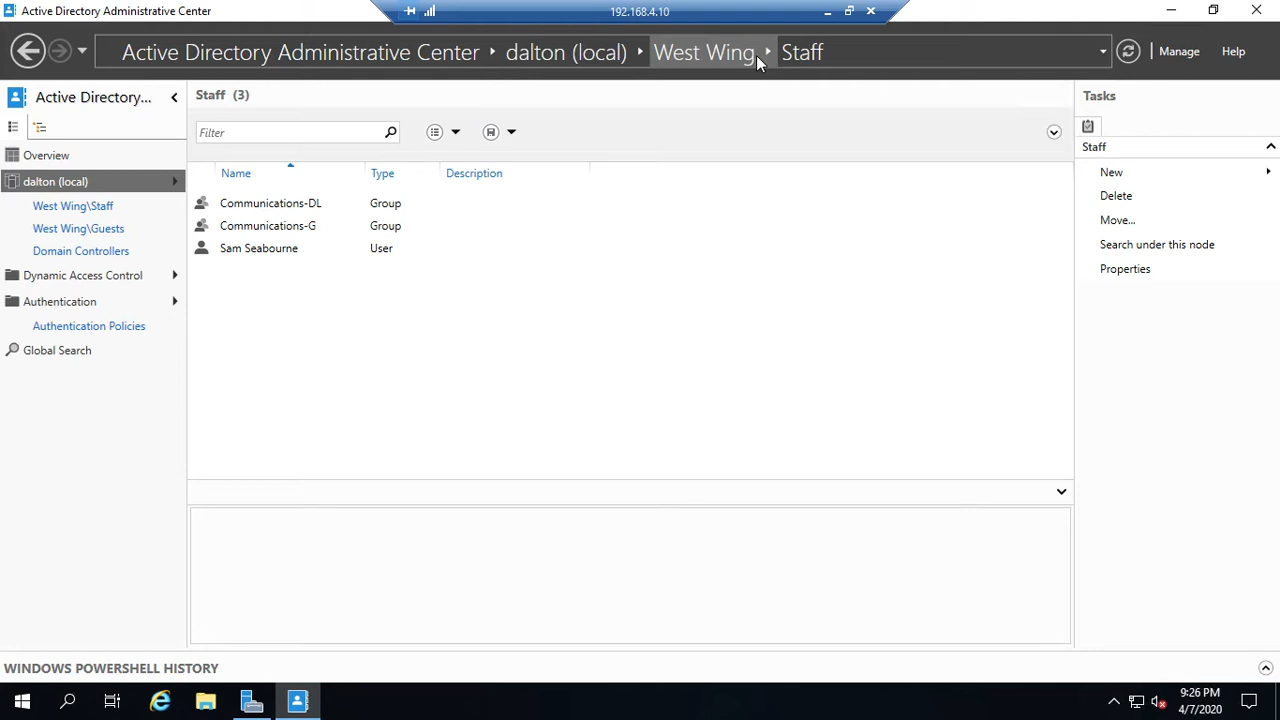 Active Directory Administrative Center
192.168.4.10
Active Directory Administrative Center
dalton (local)
West Wing
Staff
Manage
Help
Active Directory...
Overview
dalton (local)
West Wing\Staff
West Wing\Guests
Domain Controllers
Dynamic Access Control
Authentication
Authentication Policies
Global Search
Staff (3)
Filter
Name Type Description
Communications-DL Group
Communications-G Group
Sam Seabourne User
Tasks
Staff
New
Delete
Move...
Search under this node
Properties
WINDOWS POWERSHELL HISTORY
9:26 PM
4/7/2020